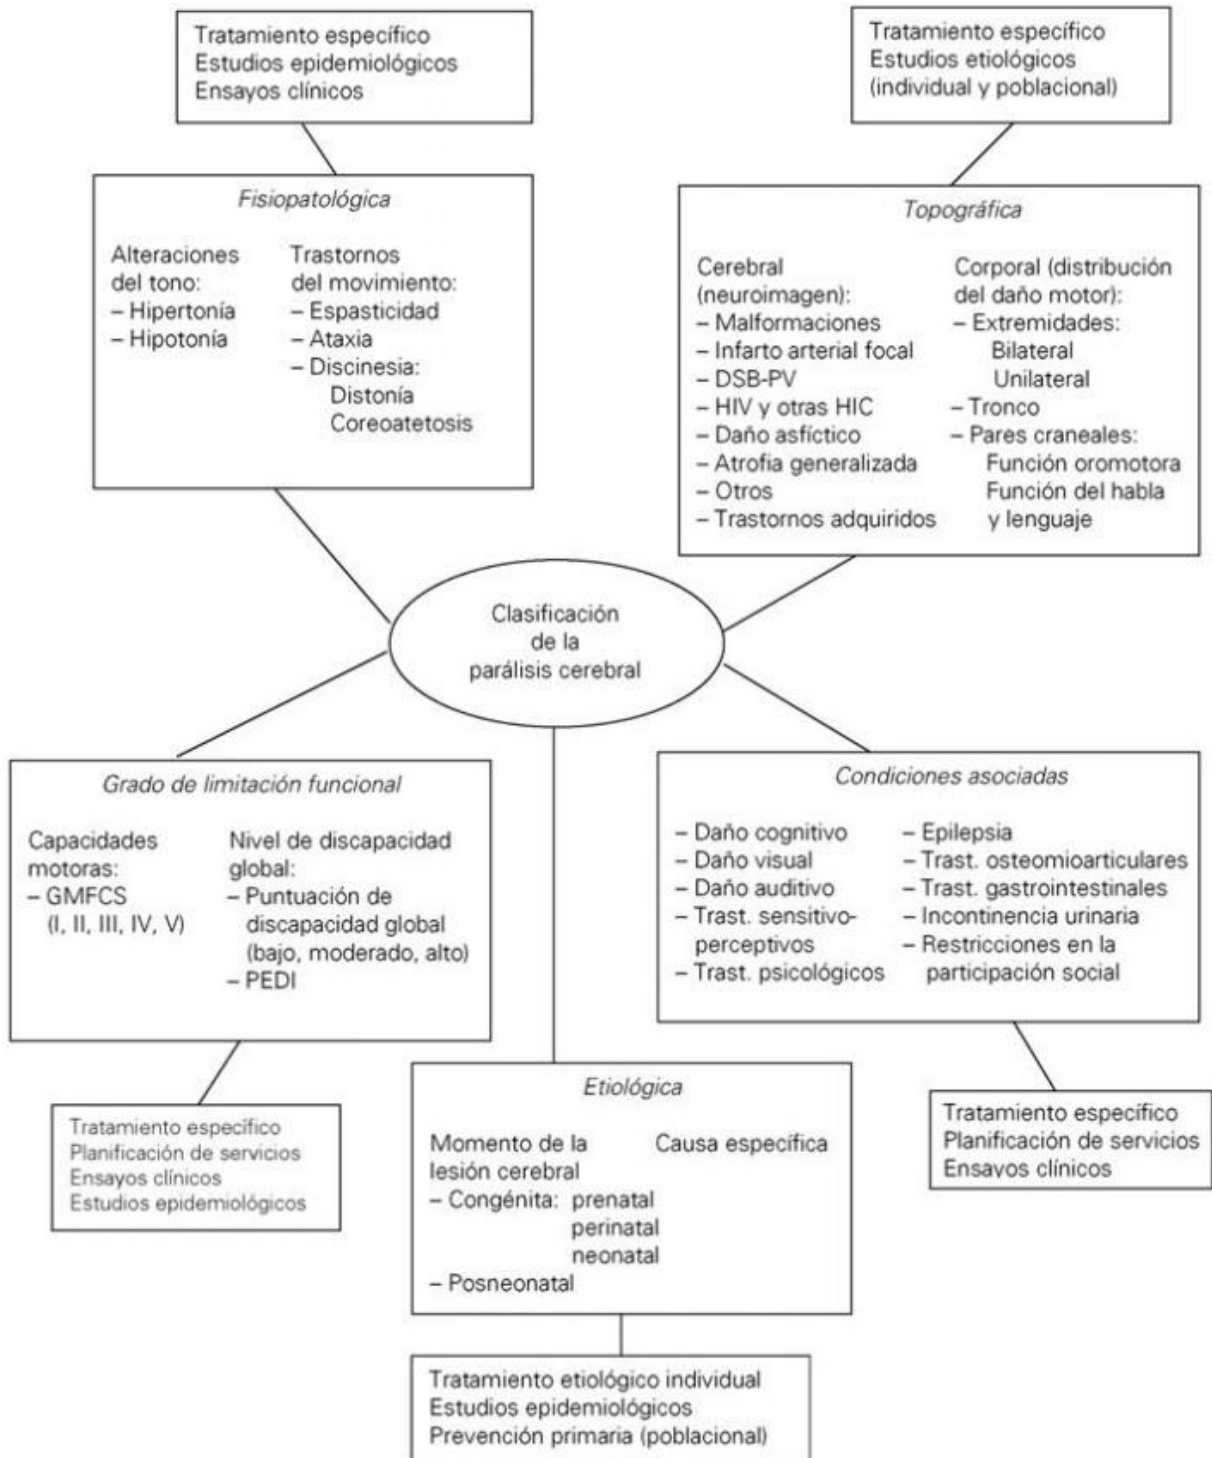 Tratamiento específico
Estudios epidemiológicos
Ensayos clínicos
Tratamiento específico
Estudios etiológicos
(individual y poblacional)
Fisiopatológica
Alteraciones
del tono:
– Hipertonía
– Hipotonía
Trastornos
del movimiento:
– Espasticidad
– Ataxia
– Discinesia:
Distonía
Coreoatetosis
Topográfica
Cerebral
(neuroimagen):
– Malformaciones
– Infarto arterial focal
– DSB-PV
– HIV y otras HIC
– Daño asfíctico
– Atrofia generalizada
– Otros
– Trastornos adquiridos
Corporal (distribución
del daño motor):
– Extremidades:
Bilateral
Unilateral
– Tronco
– Pares craneales:
Función oromotora
Función del habla
y lenguaje
Clasificación
de la
parálisis cerebral
Grado de limitación funcional
Capacidades
motoras:
– GMFCS
(I, II, III, IV, V)
Nivel de discapacidad
global:
– Puntuación de
discapacidad global
(bajo, moderado, alto)
– PEDI
Condiciones asociadas
– Daño cognitivo
– Daño visual
– Daño auditivo
– Trast. sensitivo-
perceptivos
– Trast. psicológicos
– Epilepsia
– Trast. osteomioarticulares
– Trast. gastrointestinales
– Incontinencia urinaria
– Restricciones en la
participación social
Tratamiento específico
Planificación de servicios
Ensayos clínicos
Estudios epidemiológicos
Etiológica
Momento de la
lesión cerebral
– Congénita: prenatal
perinatal
neonatal
– Posneonatal
Causa específica
Tratamiento específico
Planificación de servicios
Ensayos clínicos
Tratamiento etiológico individual
Estudios epidemiológicos
Prevención primaria (poblacional)